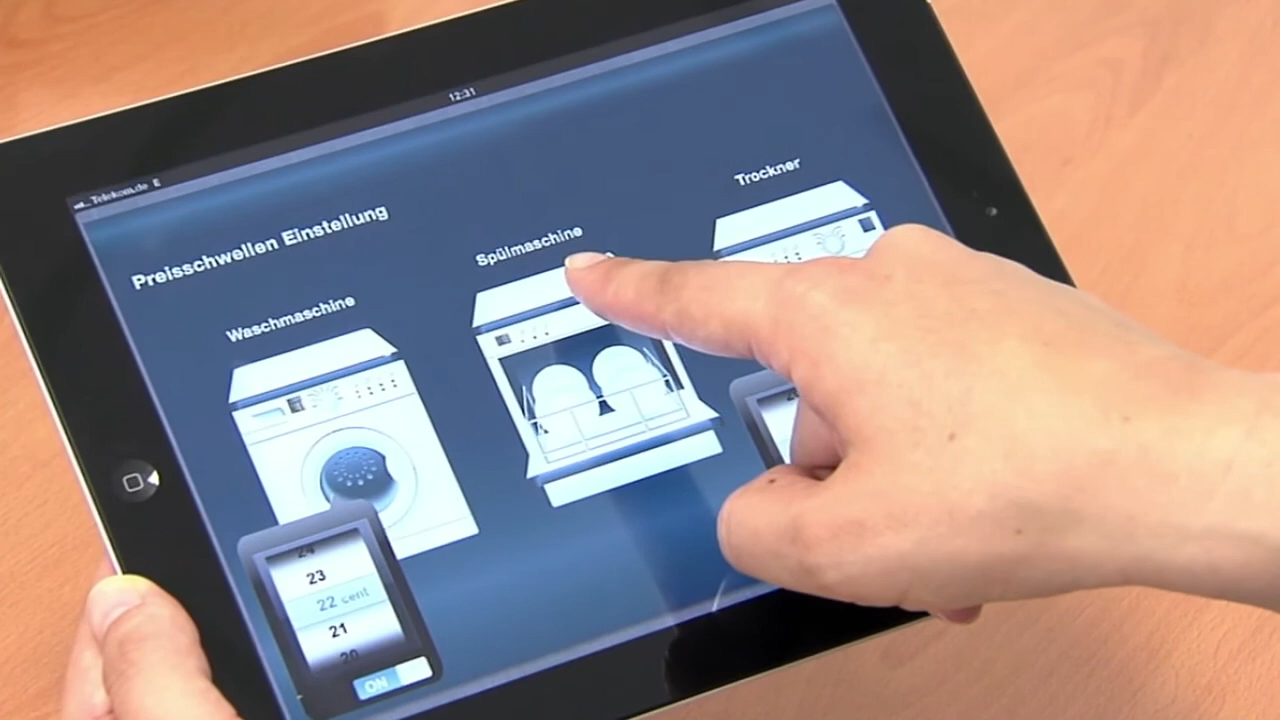 Telekom.de E
12:31
Preisschwellen Einstellung
Waschmaschine
Spülmaschine
Trockner
24
23
22 cent
21
20
ON